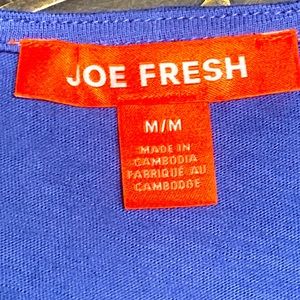 JOE FRESH
M/M
MADE IN
CAMBODIA
FABRIQUÉ AU
CAMBODGE